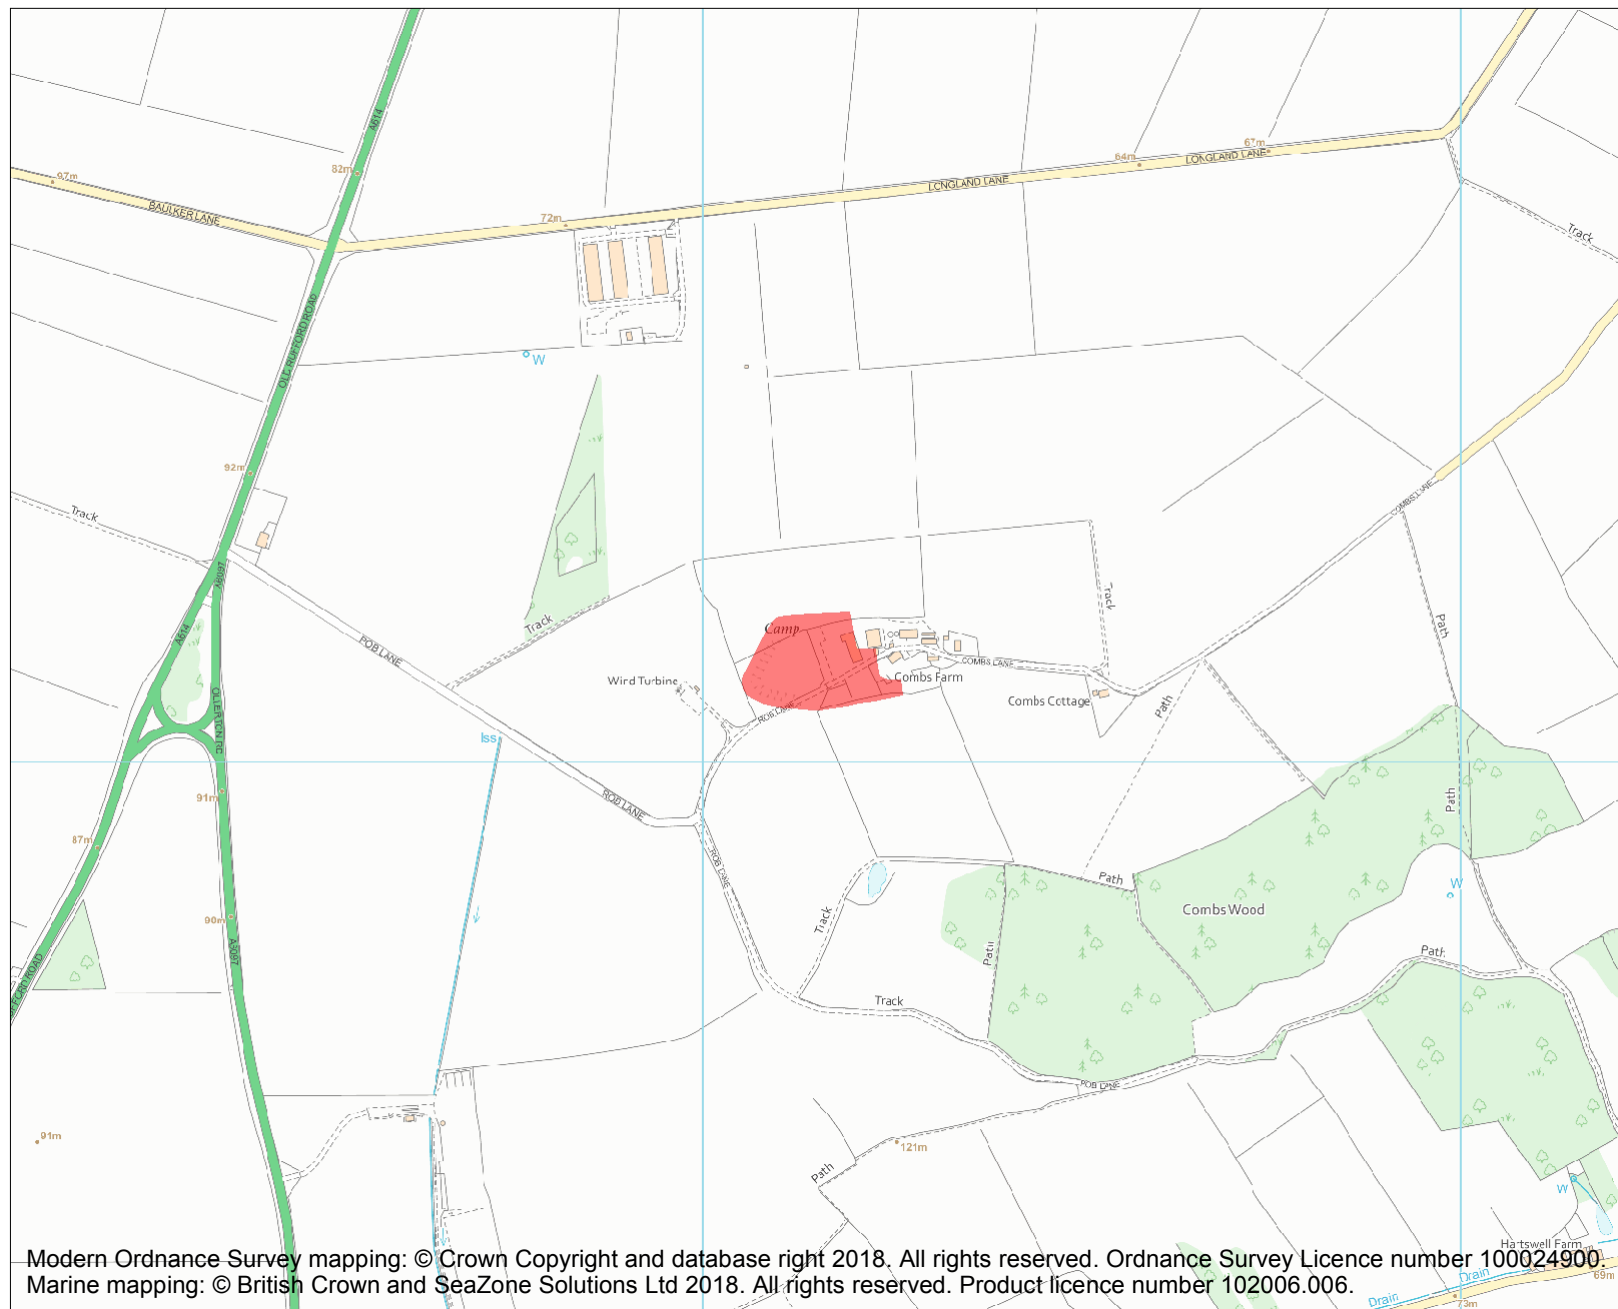 A614
82m
97m
BAULKER LANE
72m
LONGLAND LANE
64m
LONGLAND LANE
67m
Track
OLD RUFFORD ROAD
W
92m
Track
COMBS LANE
A6097
Track
Track
Path
A614
ROB LANE
Camp
Wind Turbine
Combs Farm
COMBS LANE
Combs Cottage
Path
ROB LANE
OLLERTON RD
Iss
91m
ROB LANE
Path
87m
ROB LANE
Path
W
Combs Wood
90m
A6097
Track
Path
Path
Track
ROB LANE
91m
121m
Path
W
Hartswell Farm
Modern Ordnance Survey mapping: © Crown Copyright and database right 2018. All rights reserved. Ordnance Survey Licence number 100024900.
Marine mapping: © British Crown and SeaZone Solutions Ltd 2018. All rights reserved. Product licence number 102006.006.
Drain
69m
Drain
73m